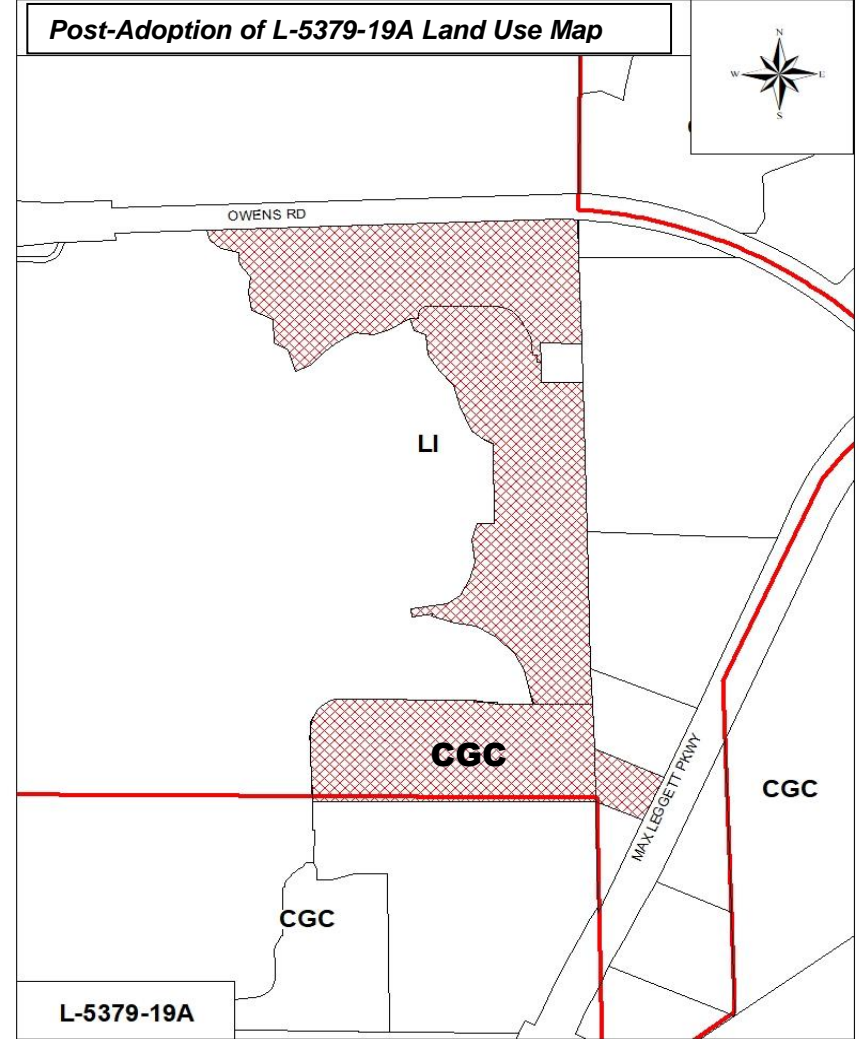 Post-Adoption of L-5379-19A Land Use Map
N
W
E
S
OWENS RD
LI
CGC
MAX LEGGETT PKWY
CGC
CGC
L-5379-19A